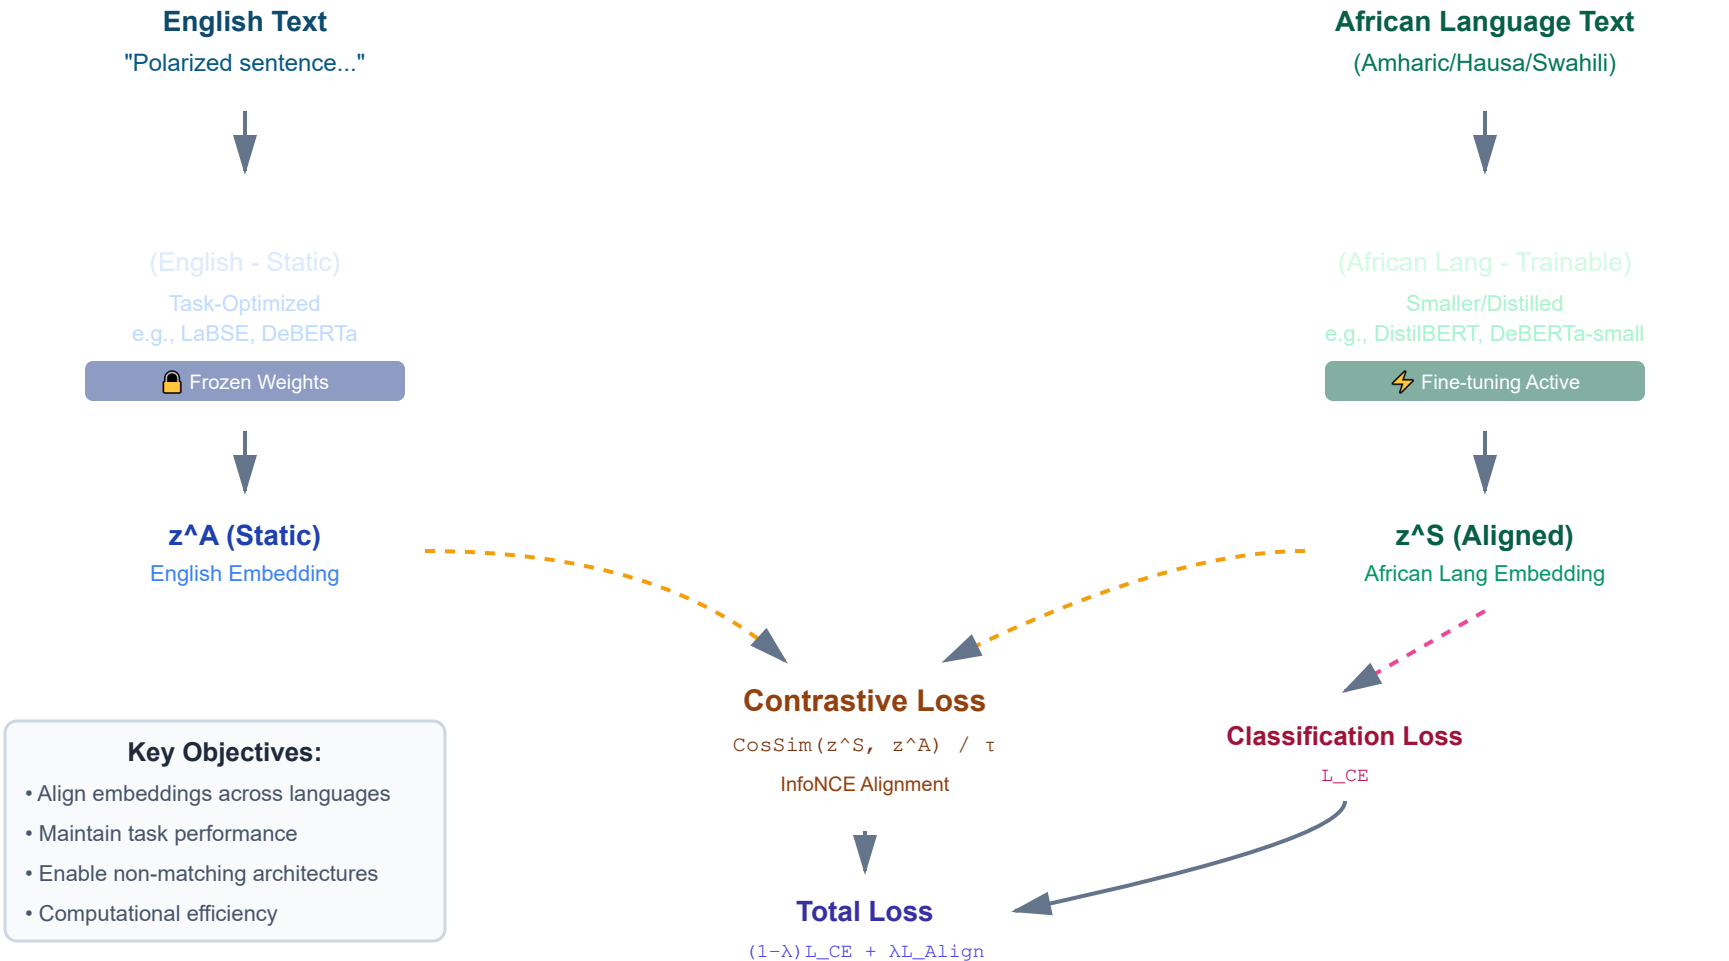 English Text
"Polarized sentence..."
African Language Text
(Amharic/Hausa/Swahili)
(English - Static)
Task-Optimized
e.g., LaBSE, DeBERTa
🔒 Frozen Weights
(African Lang - Trainable)
Smaller/Distilled
e.g., DistilBERT, DeBERTa-small
⚡ Fine-tuning Active
z^A (Static)
English Embedding
z^S (Aligned)
African Lang Embedding
Contrastive Loss
CosSim(z^S, z^A) / τ
InfoNCE Alignment
Classification Loss
L_CE
Key Objectives:
• Align embeddings across languages
• Maintain task performance
• Enable non-matching architectures
• Computational efficiency
Total Loss
(1-λ)L_CE + λL_Align